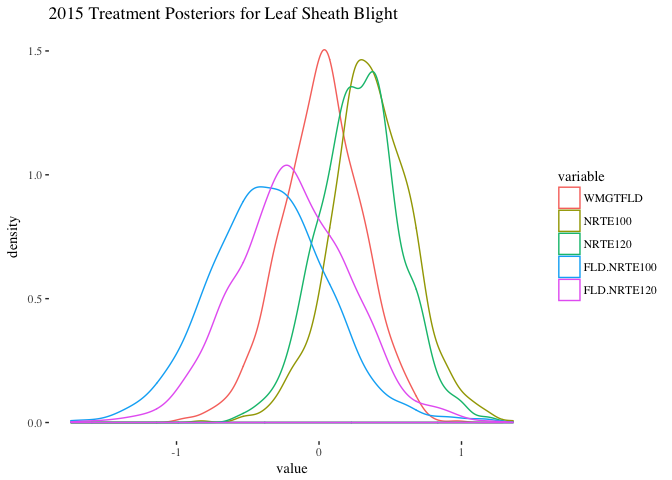 2015 Treatment Posteriors for Leaf Sheath Blight
1.5
1.0
0.5
0.0
density
-1
0
1
value
variable
WMGTFLD
NRTE100
NRTE120
FLD.NRTE100
FLD.NRTE120